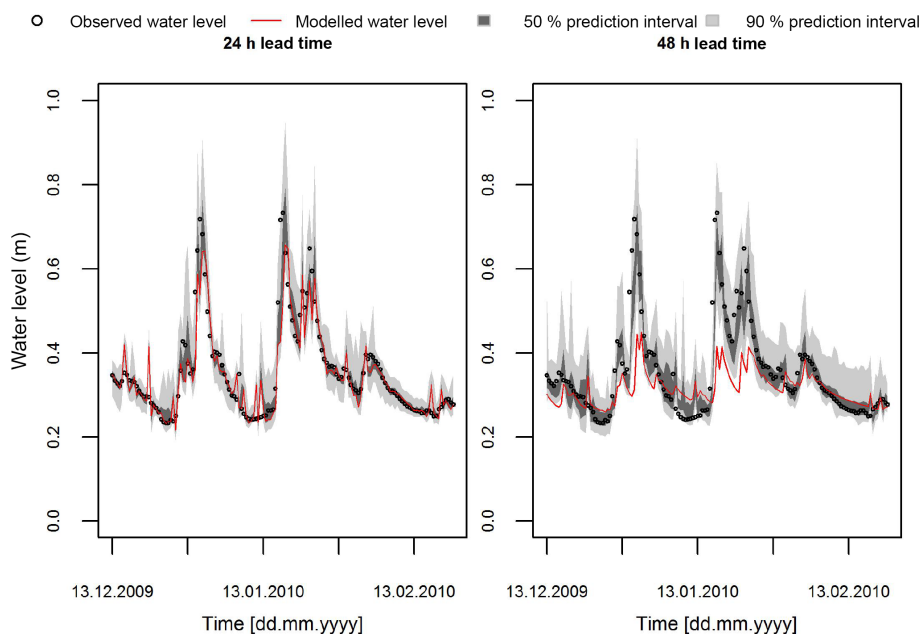 Observed water level Modelled water level 50 % prediction interval 90 % prediction interval
24 h lead time
48 h lead time
Water level (m)
1.0
0.8
0.6
0.4
0.2
0.0
13.12.2009 13.01.2010 13.02.2010
Time [dd.mm.yyyy]
1.0
0.8
0.6
0.4
0.2
0.0
13.12.2009 13.01.2010 13.02.2010
Time [dd.mm.yyyy]